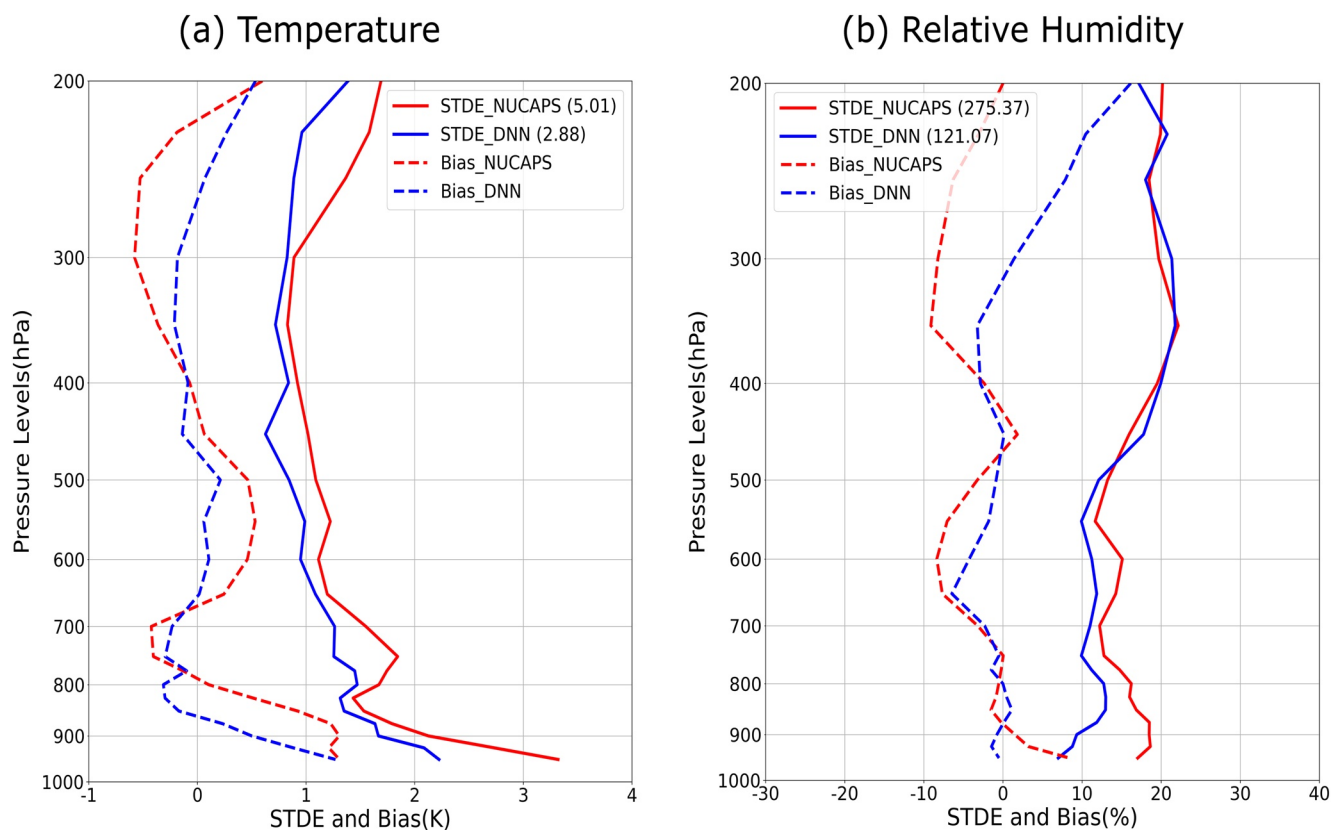 (a) Temperature
Pressure Levels(hPa)
200
300
400
500
600
700
800
900
1000
STDE_NUCAPS (5.01)
STDE_DNN (2.88)
Bias_NUCAPS
Bias_DNN
-1 0 1 2 3 4
STDE and Bias(K)
(b) Relative Humidity
Pressure Levels(hPa)
200
300
400
500
600
700
800
900
1000
STDE_NUCAPS (275.37)
STDE_DNN (121.07)
Bias_NUCAPS
Bias_DNN
-30 -20 -10 0 10 20 30 40
STDE and Bias(%)